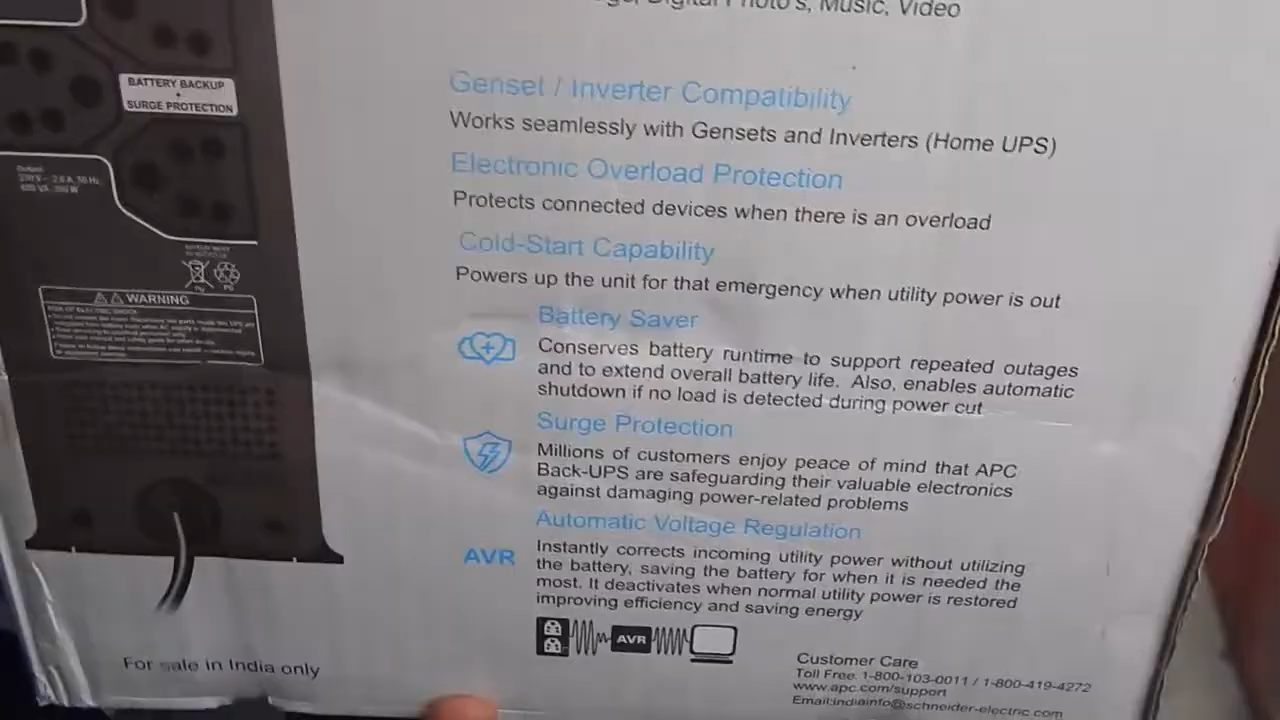 Digital Photo's, Music, Video
Genset / Inverter Compatibility
Works seamlessly with Gensets and Inverters (Home UPS)
Electronic Overload Protection
Protects connected devices when there is an overload
Cold-Start Capability
Powers up the unit for that emergency when utility power is out
Battery Saver
Conserves battery runtime to support repeated outages
and to extend overall battery life. Also, enables automatic
shutdown if no load is detected during power cut
Surge Protection
Millions of customers enjoy peace of mind that APC
Back-UPS are safeguarding their valuable electronics
against damaging power-related problems
Automatic Voltage Regulation
AVR
Instantly corrects incoming utility power without utilizing
the battery, saving the battery for when it is needed the
most. It deactivates when normal utility power is restored
improving efficiency and saving energy
AVR
Customer Care
Toll Free 1-800-103-0011 / 1-800-419-4272
www.apc.com/support
Email:indiainfo@schneider-electric.com
BATTERY BACKUP
+
SURGE PROTECTION
Output:
WARNING
For sale in India only